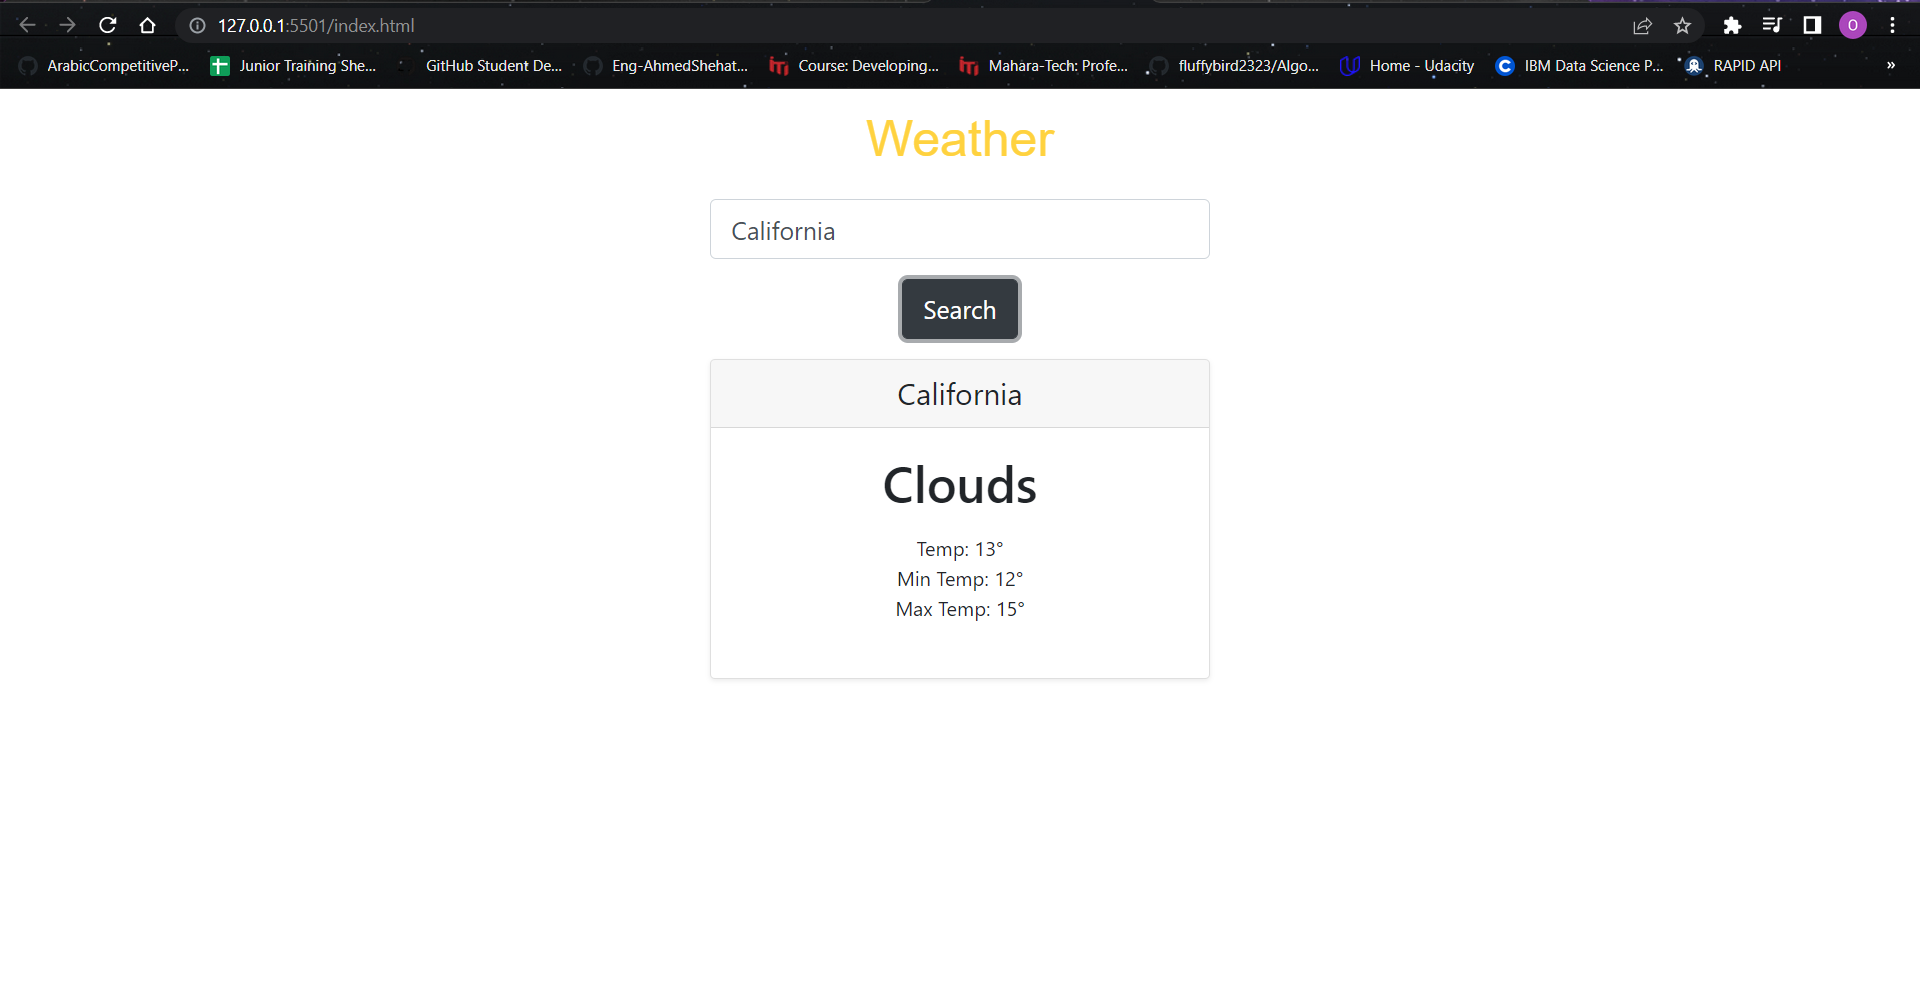 127.0.0.1:5501/index.html
O
ArabicCompetitiveP... Junior Training She... GitHub Student De... Eng-AhmedShehat... Course: Developing... Mahara-Tech: Profe... fluffybird2323/Algo... Home - Udacity IBM Data Science P... RAPID API »
Weather
California
Search
California
Clouds
Temp: 13°
Min Temp: 12°
Max Temp: 15°